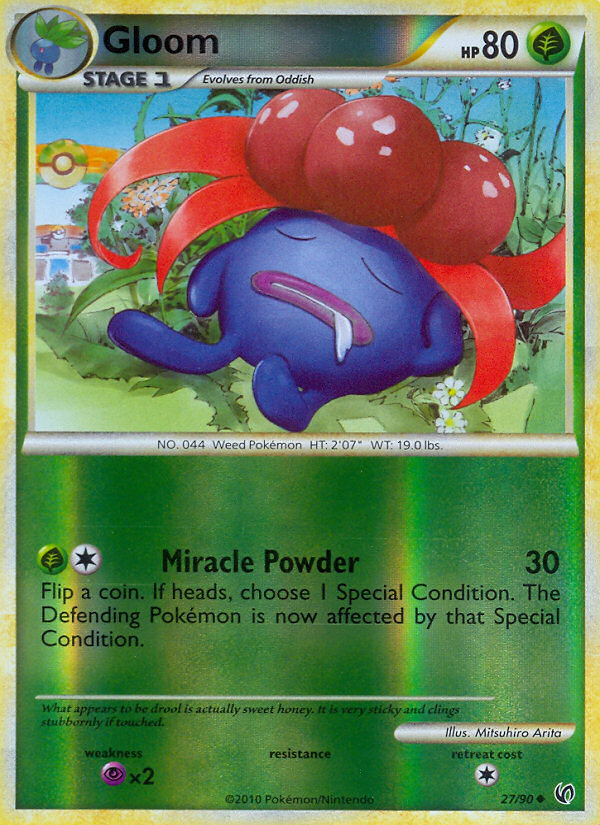 Gloom
HP 80
STAGE 1
Evolves from Oddish
NO. 044 Weed Pokémon HT: 2'07" WT: 19.0 lbs.
Miracle Powder 30
Flip a coin. If heads, choose 1 Special Condition. The
Defending Pokémon is now affected by that Special
Condition.
What appears to be drool is actually sweet honey. It is very sticky and clings
stubbornly if touched.
Illus. Mitsuhiro Arita
weakness resistance retreat cost
×2
©2010 Pokémon/Nintendo
27/90